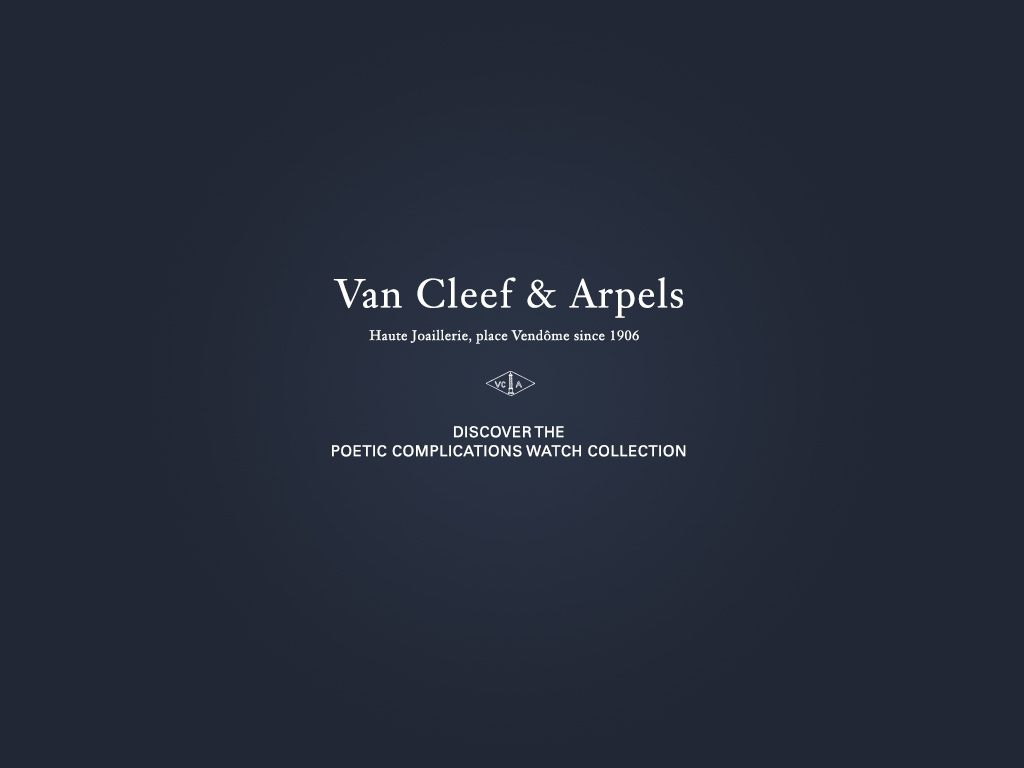 Van Cleef & Arpels
Haute Joaillerie, place Vendôme since 1906
VC A
DISCOVER THE
POETIC COMPLICATIONS WATCH COLLECTION